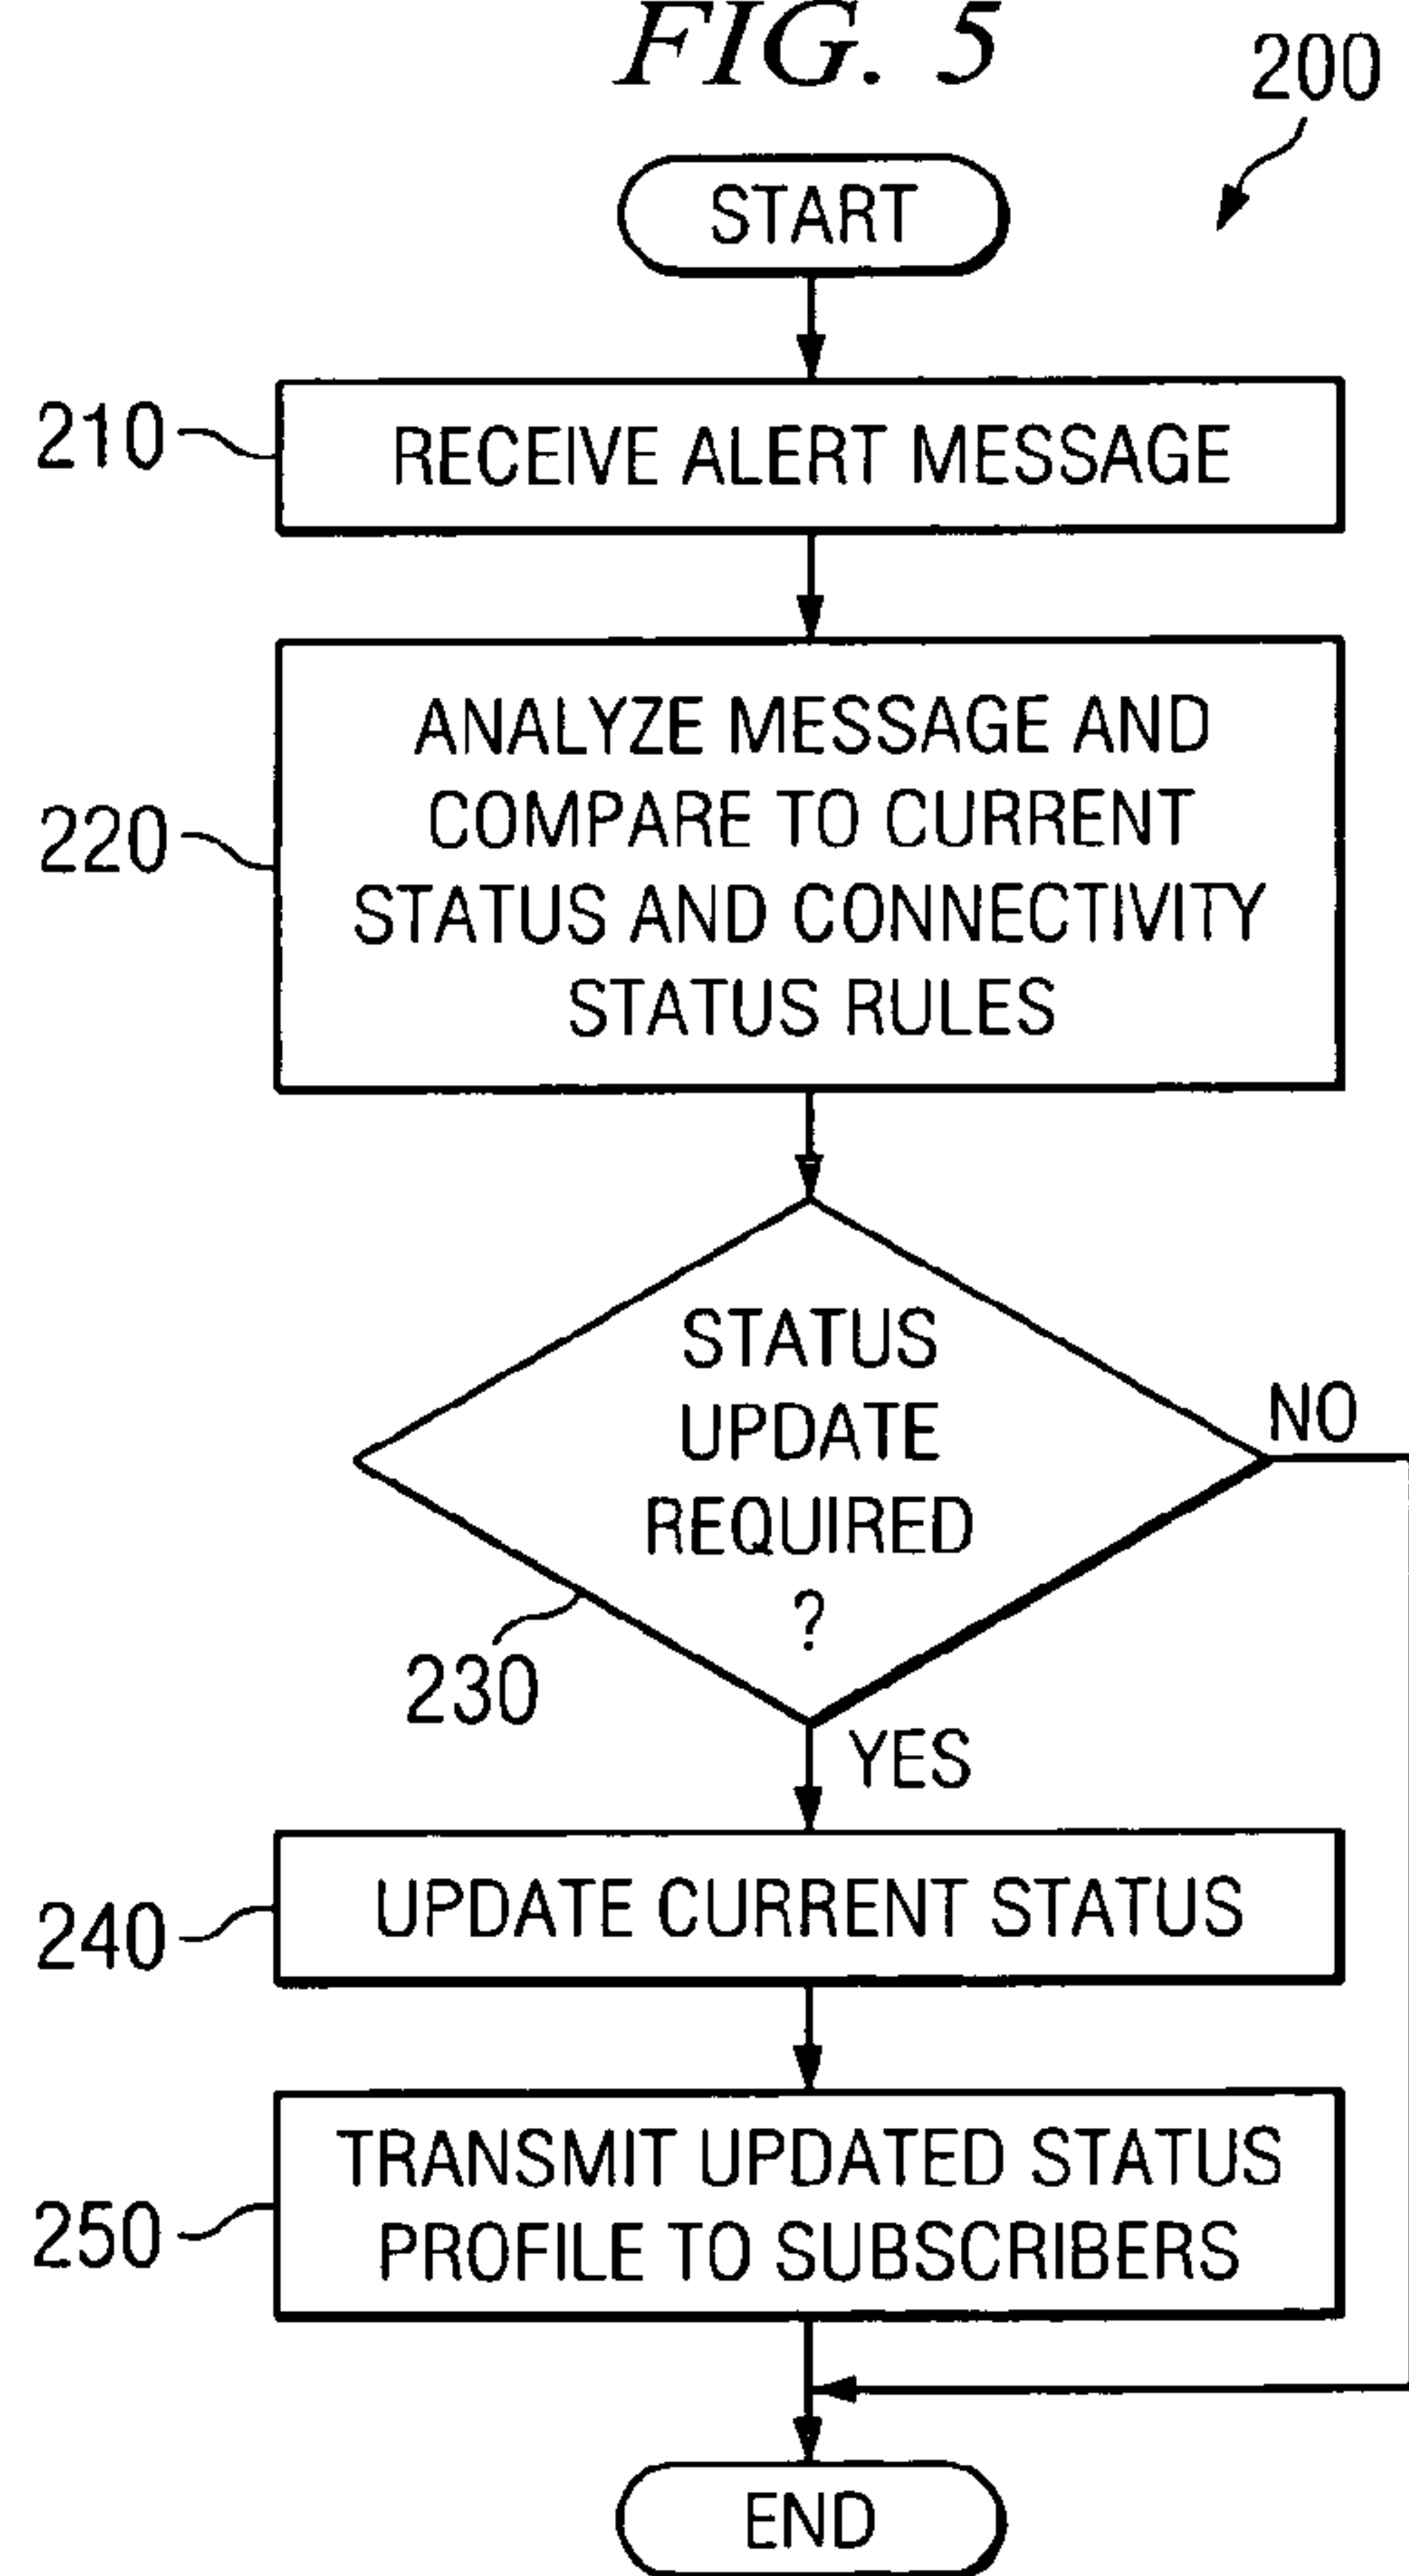 FIG. 5
200
START
210
RECEIVE ALERT MESSAGE
220
ANALYZE MESSAGE AND
COMPARE TO CURRENT
STATUS AND CONNECTIVITY
STATUS RULES
STATUS
UPDATE
REQUIRED
?
NO
230
YES
240
UPDATE CURRENT STATUS
250
TRANSMIT UPDATED STATUS
PROFILE TO SUBSCRIBERS
END